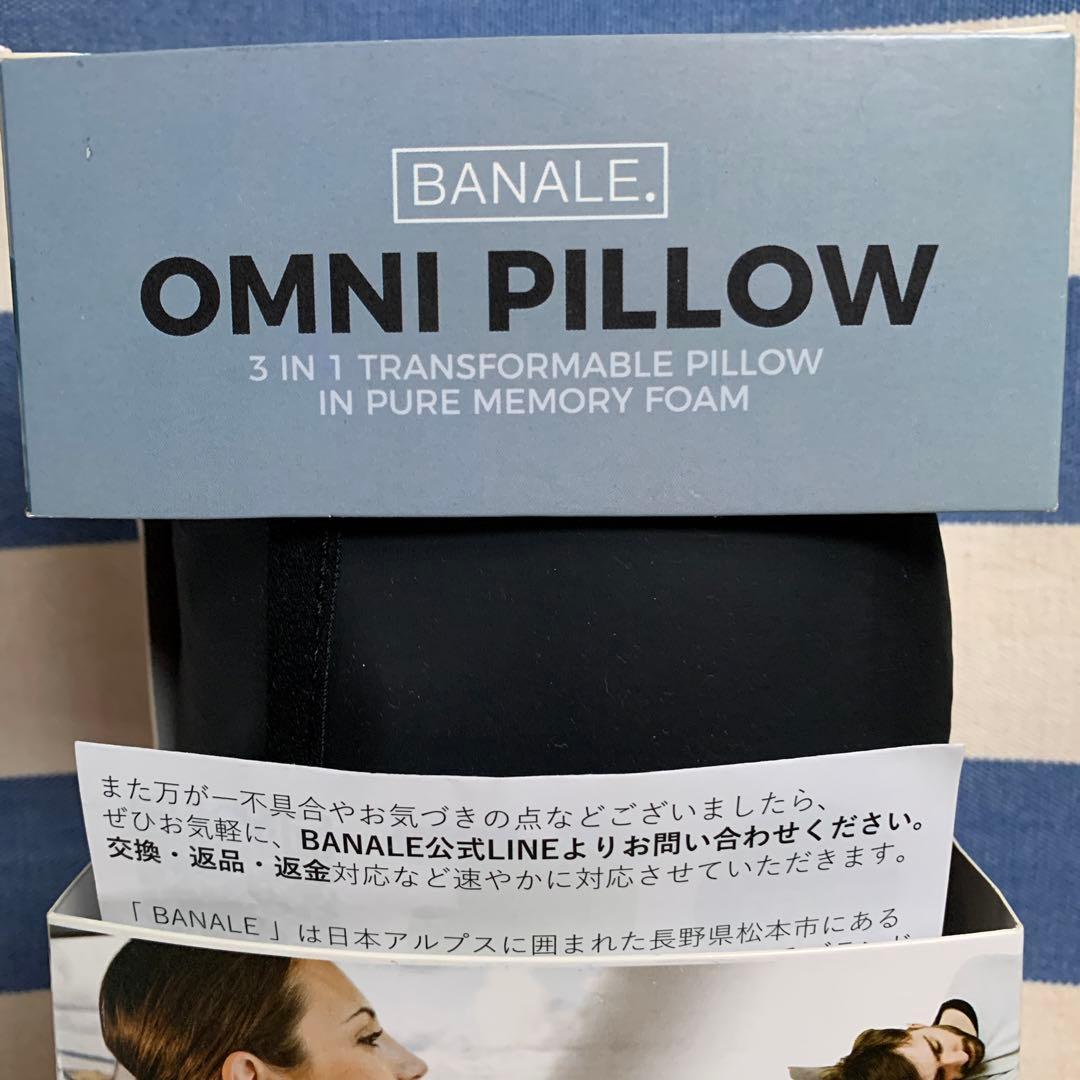 BANALE.
OMNI PILLOW
3 IN 1 TRANSFORMABLE PILLOW
IN PURE MEMORY FOAM
また万が一不具合やお気づきの点などございましたら、
ぜひお気軽に、BANALE公式LINEよりお問い合わせください。
交換・返品・返金対応など速やかに対応させていただきます。
「 BANALE 」は日本アルプスに囲まれた長野県松本市にある